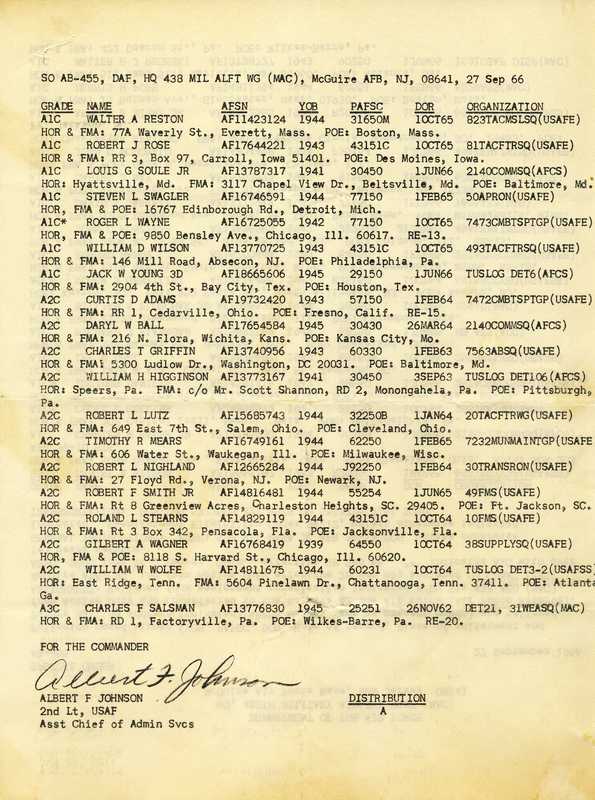 SO AB-455, DAF, HQ 438 MIL ALFT WG (MAC), McGuire AFB, NJ, 08641, 27 Sep 66
GRADE NAME AFSN YOB PAFSC DOR ORGANIZATION
A1C WALTER A RESTON AF11423124 1944 31650M 1OCT65 823TACMSLSQ(USAFE)
HOR & FMA: 77A Waverly St., Everett, Mass. POE: Boston, Mass.
A1C ROBERT J ROSE AF17644221 1943 43151C 1OCT65 81TACFTRSQ(USAFE)
HOR & FMA: RR 3, Box 97, Carroll, Iowa 51401. POE: Des Moines, Iowa.
A1C LOUIS G SOULE JR AF13787317 1941 30450 1JUN66 2140COMMSQ(AFCS)
HOR: Hyattsville, Md. FMA: 3117 Chapel View Dr., Beltsville, Md. POE: Baltimore, Md.
A1C STEVEN L SWAGLER AF16746591 1944 77150 1FEB65 50APRON(USAFE)
HOR, FMA & POE: 16767 Edinborough Rd., Detroit, Mich.
A1C* ROGER L WAYNE AF16725055 1942 77150 1OCT65 7473CMBTSPTGP(USAFE)
HOR, FMA & POE: 9850 Bensley Ave., Chicago, Ill. 60617. RE-13.
A1C WILLIAM D WILSON AF13770725 1943 43151C 1OCT65 493TACFTRSQ(USAFE)
HOR & FMA: 146 Mill Road, Absecon, NJ. POE: Philadelphia, Pa.
A1C JACK W YOUNG 3D AF18665606 1945 29150 1JUN66 TUSLOG DET6(AFCS)
HOR & FMA: 2904 4th St., Bay City, Tex. POE: Houston, Tex.
A2C CURTIS D ADAMS AF19732420 1943 57150 1FEB64 7472CMBTSPTGP(USAFE)
HOR & FMA: RR 1, Cedarville, Ohio. POE: Fresno, Calif. RE-15.
A2C DARYL W BALL AF17654584 1945 30430 26MAR64 2140COMMSQ(AFCS)
HOR & FMA: 216 N. Flora, Wichita, Kans. POE: Kansas City, Mo.
A2C CHARLES T GRIFFIN AF13740956 1943 60330 1FEB63 7563ABSQ(USAFE)
HOR & FMA: 5300 Ludlow Dr., Washington, DC 20031. POE: Baltimore, Md.
A2C WILLIAM H HIGGINSON AF13773167 1941 30450 3SEP63 TUSLOG DET106(AFCS)
HOR: Speers, Pa. FMA: c/o Mr. Scott Shannon, RD 2, Monongahela, Pa. POE: Pittsburgh,
Pa.
A2C ROBERT L LUTZ AF15685743 1944 32250B 1JAN64 20TACFTRWG(USAFE)
HOR & FMA: 649 East 7th St., Salem, Ohio. POE: Cleveland, Ohio.
A2C TIMOTHY R MEARS AF16749161 1944 62250 1FEB65 7232MUNMAINTGP(USAFE
HOR & FMA: 606 Water St., Waukegan, Ill. POE: Milwaukee, Wisc.
A2C ROBERT L NIGHLAND AF12665284 1944 J92250 1FEB64 30TRANSRON(USAFE)
HOR & FMA: 27 Floyd Rd., Verona, NJ. POE: Newark, NJ.
A2C ROBERT F SMITH JR AF14816481 1944 55254 1JUN65 49FMS(USAFE)
HOR & FMA: Rt 8 Greenview Acres, Charleston Heights, SC. 29405. POE: Ft. Jackson, SC.
A2C ROLAND L STEARNS AF14829119 1944 43151C 1OCT64 10FMS(USAFE)
HOR & FMA: Rt 3 Box 342, Pensacola, Fla. POE: Jacksonville, Fla.
A2C GILBERT A WAGNER AF16768419 1939 64550 1OCT64 38SUPPLYSQ(USAFE)
HOR, FMA & POE: 8118 S. Harvard St., Chicago, Ill. 60620.
A2C WILLIAM W WOLFE AF14811675 1944 60231 1OCT64 TUSLOG DET3-2(USAFSS)
HOR: East Ridge, Tenn. FMA: 5604 Pinelawn Dr., Chattanooga, Tenn. 37411. POE: Atlanta
Ga.
A3C CHARLES F SALSMAN AF13776830 1945 25251 26NOV62 DET21, 31WEASQ(MAC)
HOR & FMA: RD 1, Factoryville, Pa. POE: Wilkes-Barre, Pa. RE-20.
FOR THE COMMANDER
Albert F. Johnson
ALBERT F JOHNSON DISTRIBUTION
2nd Lt, USAF A
Asst Chief of Admin Svcs